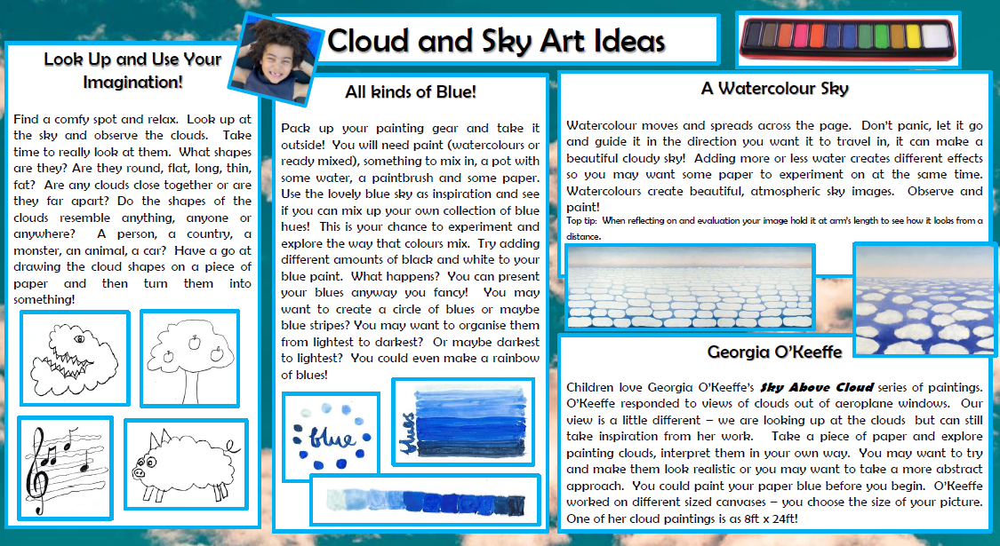 Cloud and Sky Art Ideas
Look Up and Use Your
Imagination!
Find a comfy spot and relax. Look up at
the sky and observe the clouds. Take
time to really look at them. What shapes
are they? Are they round, flat, long, thin,
fat? Are any clouds close together or are
they far apart? Do the shapes of the
clouds resemble anything, anyone or
anywhere? A person, a country, a
monster, an animal, a car? Have a go at
drawing the cloud shapes on a piece of
paper and then turn them into
something!
All kinds of Blue!
Pack up your painting gear and take it
outside! You will need paint (watercolours or
ready mixed), something to mix in, a pot with
some water, a paintbrush and some paper.
Use the lovely blue sky as inspiration and see
if you can mix up your own collection of blue
hues! This is your chance to experiment and
explore the way that colours mix. Try adding
different amounts of black and white to your
blue paint. What happens? You can present
your blues anyway you fancy! You may
want to create a circle of blues or maybe
blue stripes? You may want to organise them
from lightest to darkest? Or maybe darkest
to lightest? You could even make a rainbow
of blues!
blue
blues
A Watercolour Sky
Watercolour moves and spreads across the page. Don't panic, let it go
and guide it in the direction you want it to travel in, it can make a
beautiful cloudy sky! Adding more or less water creates different effects
so you may want some paper to experiment on at the same time.
Watercolours create beautiful, atmospheric sky images. Observe and
paint!
Top tip: When reflecting on and evaluation your image hold it at arm's length to see how it looks from a
distance.
Georgia O'Keeffe
Children love Georgia O'Keeffe's Sky Above Cloud series of paintings.
O'Keeffe responded to views of clouds out of aeroplane windows. Our
view is a little different – we are looking up at the clouds but can still
take inspiration from her work. Take a piece of paper and explore
painting clouds, interpret them in your own way. You may want to try
and make them look realistic or you may want to take a more abstract
approach. You could paint your paper blue before you begin. O'Keeffe
worked on different sized canvases – you choose the size of your picture.
One of her cloud paintings is as 8ft x 24ft!